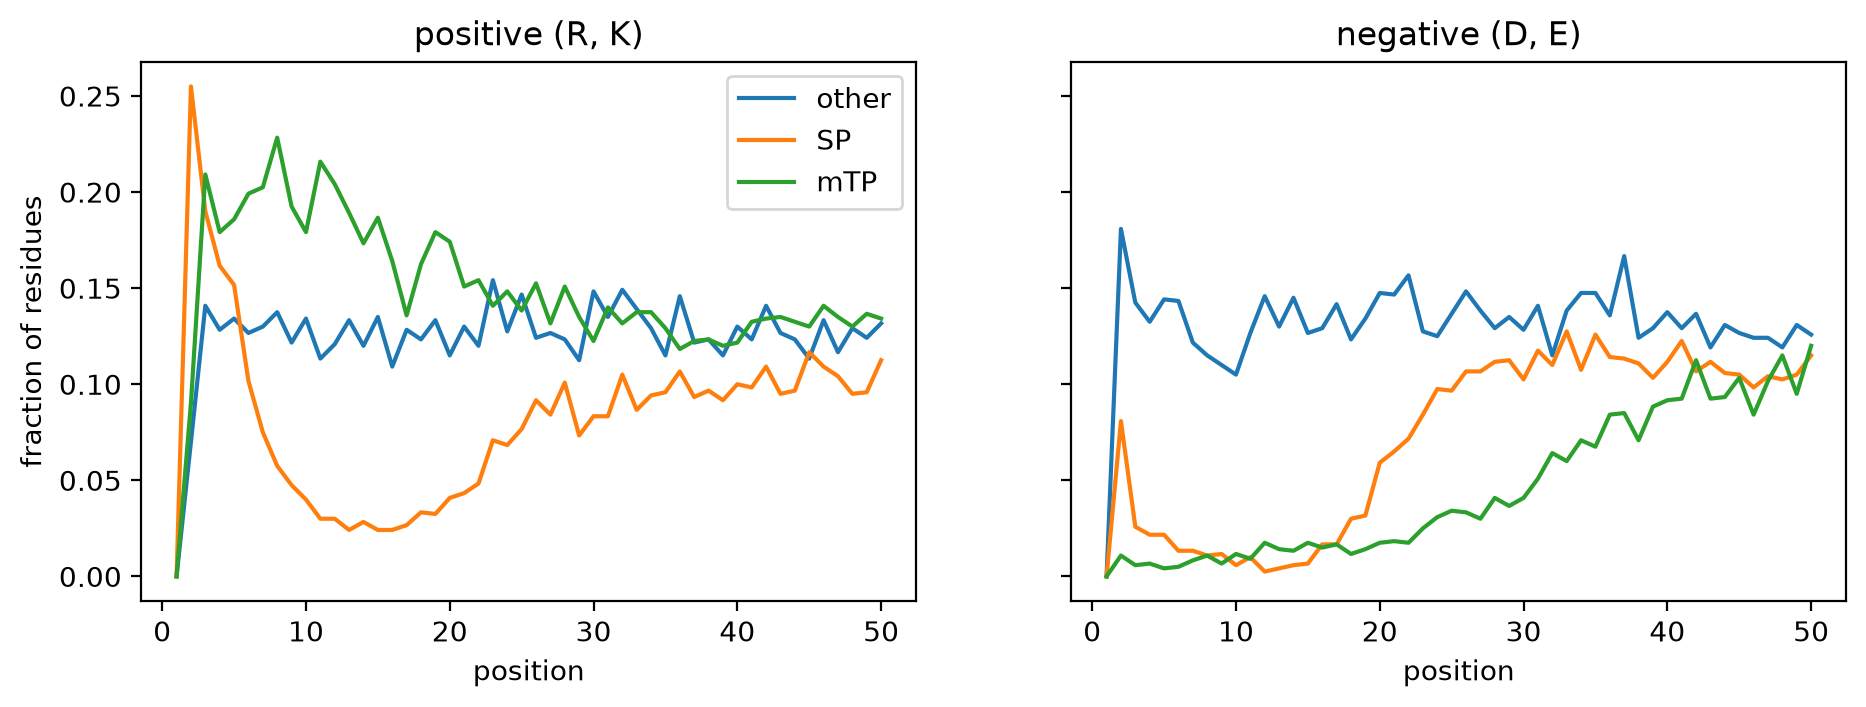 positive (R, K)
negative (D, E)
other
SP
mTP
fraction of residues
0.25
0.20
0.15
0.10
0.05
0.00
0 10 20 30 40 50
position
0 10 20 30 40 50
position